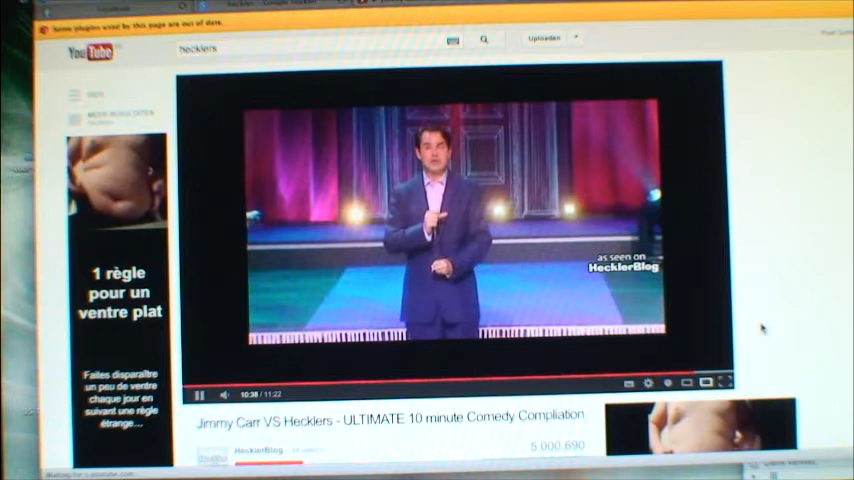 Some plugins used by this page are out of date.
YouTube
hecklers
Uploaden
1 règle
pour un
ventre plat
Faites disparaître
un peu de ventre
chaque jour en
suivant une règle
étrange...
as seen on
HecklerBlog
10:38 / 11:22
Jimmy Carr VS Hecklers - ULTIMATE 10 minute Comedy Compliation
HecklerBlog
5 000 690